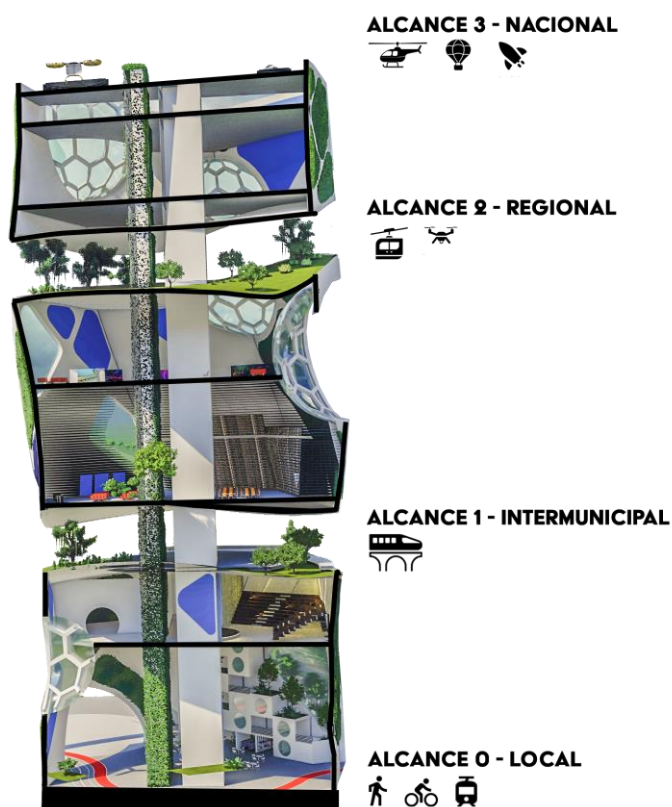 ALCANCE 3 - NACIONAL
ALCANCE 2 - REGIONAL
ALCANCE 1 - INTERMUNICIPAL
ALCANCE 0 - LOCAL